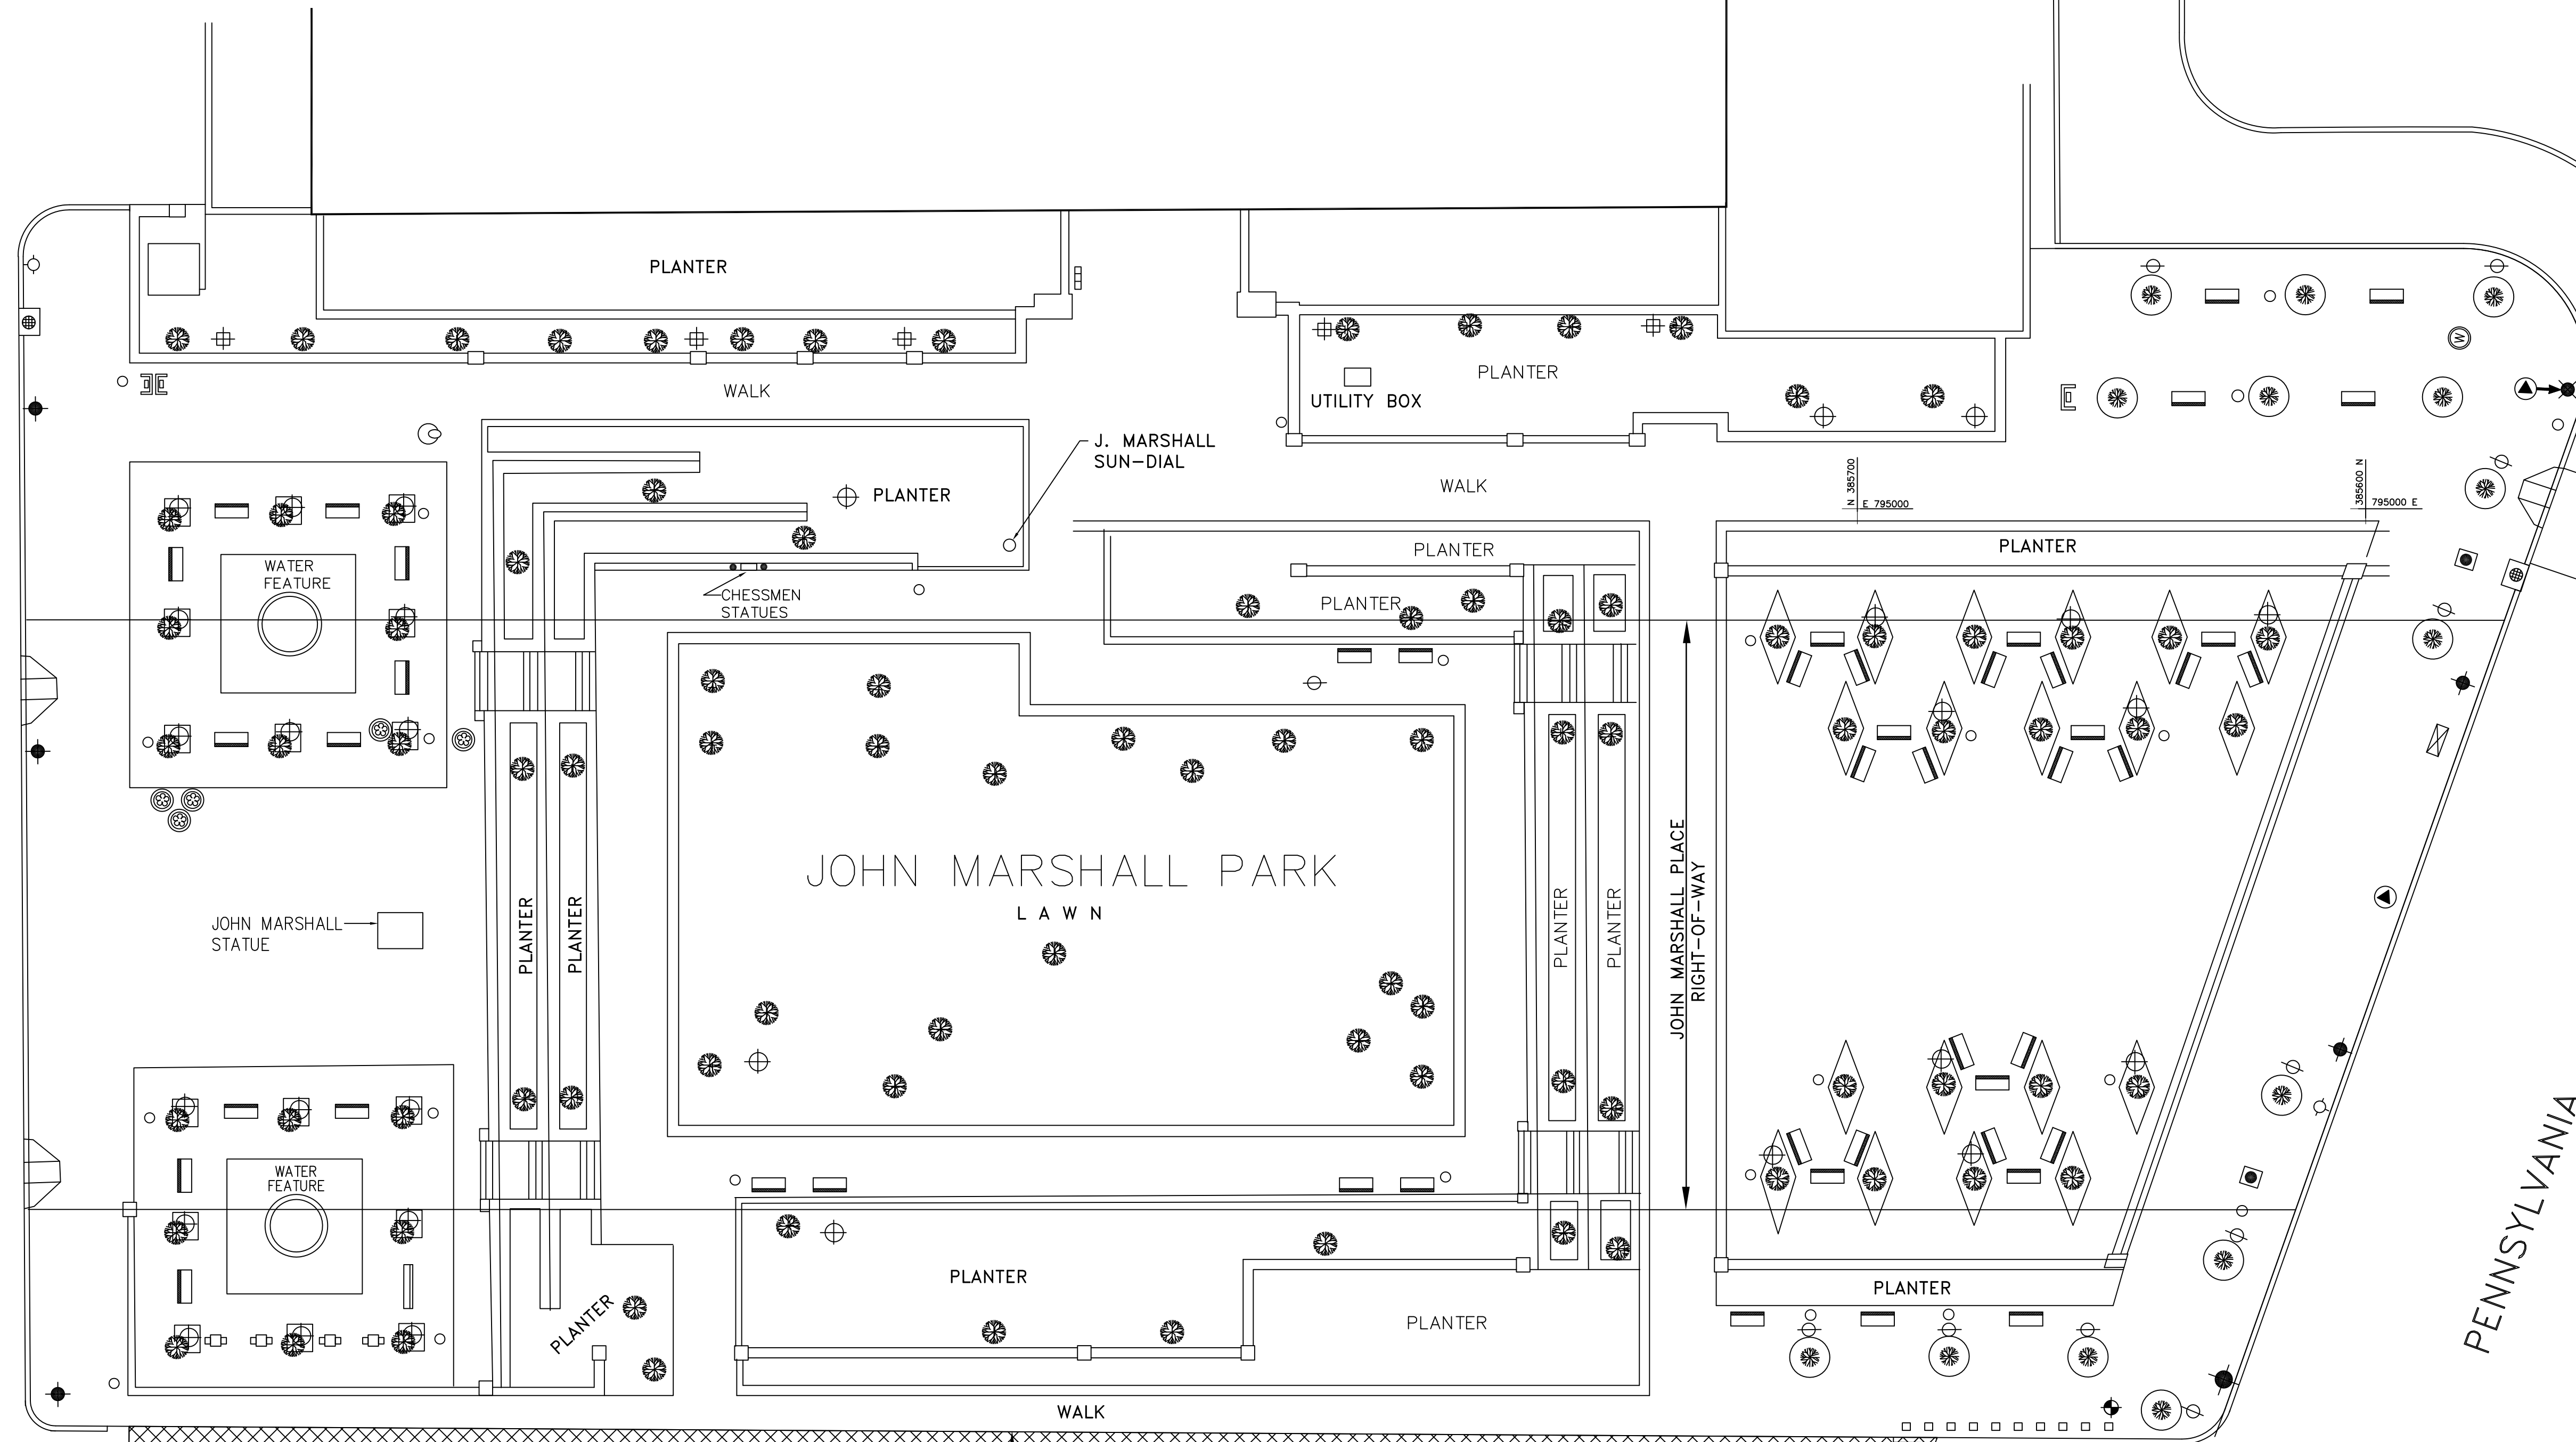 PLANTER
WALK
PLANTER
UTILITY BOX
J. MARSHALL
SUN-DIAL
PLANTER
WALK
N 385700
E 795000
385600 N
795000 E
W
PLANTER
PLANTER
PLANTER
WATER
FEATURE
CHESSMEN
STATUES
JOHN MARSHALL PARK
LAWN
JOHN MARSHALL
STATUE
PLANTER
PLANTER
PLANTER
PLANTER
JOHN MARSHALL PLACE
RIGHT-OF-WAY
WATER
FEATURE
PLANTER
PLANTER
PLANTER
PLANTER
WALK
PENNSYLVANIA